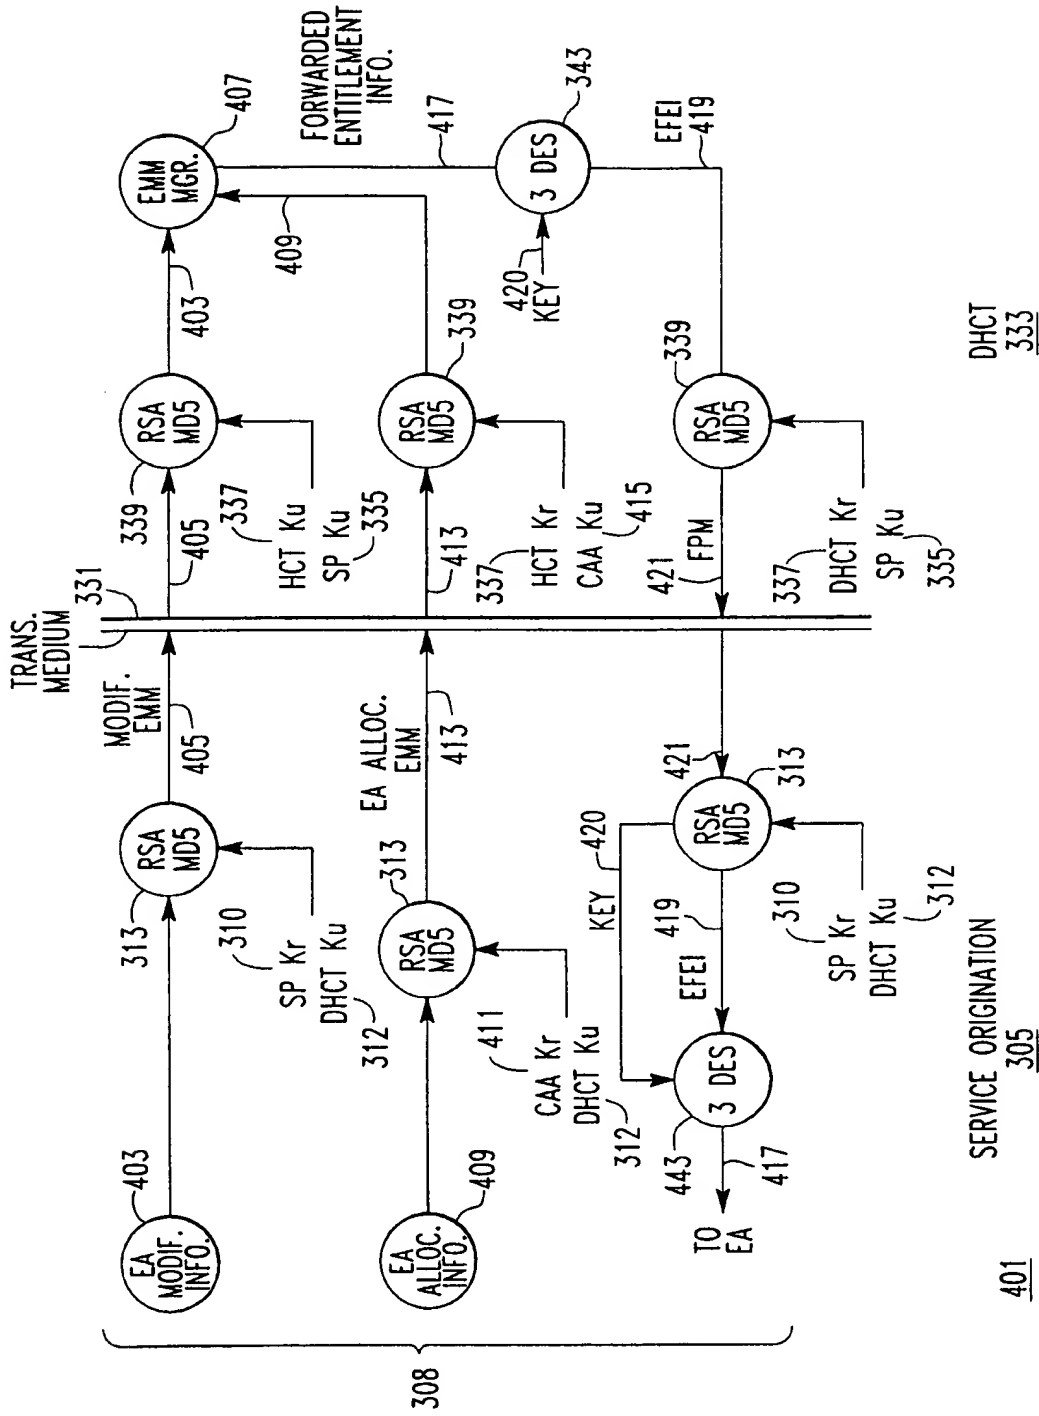 308
EA
MODIF.
INFO.
403
313
RSA
MD5
310
SP Kr
DHCT Ku
312
MODIF.
EMM
405
TRANS.
MEDIUM
331
405
339
RSA
MD5
337
HCT Ku
SP Ku
335
403
EMM
MGR.
407
409
FORWARDED
ENTITLEMENT
INFO.
417
EA
ALLOC.
INFO.
409
RSA
MD5
313
411
CAA Kr
DHCT Ku
312
EA ALLOC.
EMM
413
413
RSA
MD5
339
337
HCT Kr
CAA Ku
415
420
KEY
3 DES
343
EFEI
419
TO
EA
417
443
3 DES
KEY
420
EFEI
419
RSA
MD5
313
310
SP Kr
DHCT Ku
312
421
421
FPM
RSA
MD5
339
337
DHCT Kr
SP Ku
335
401
SERVICE ORIGINATION
305
DHCT
333